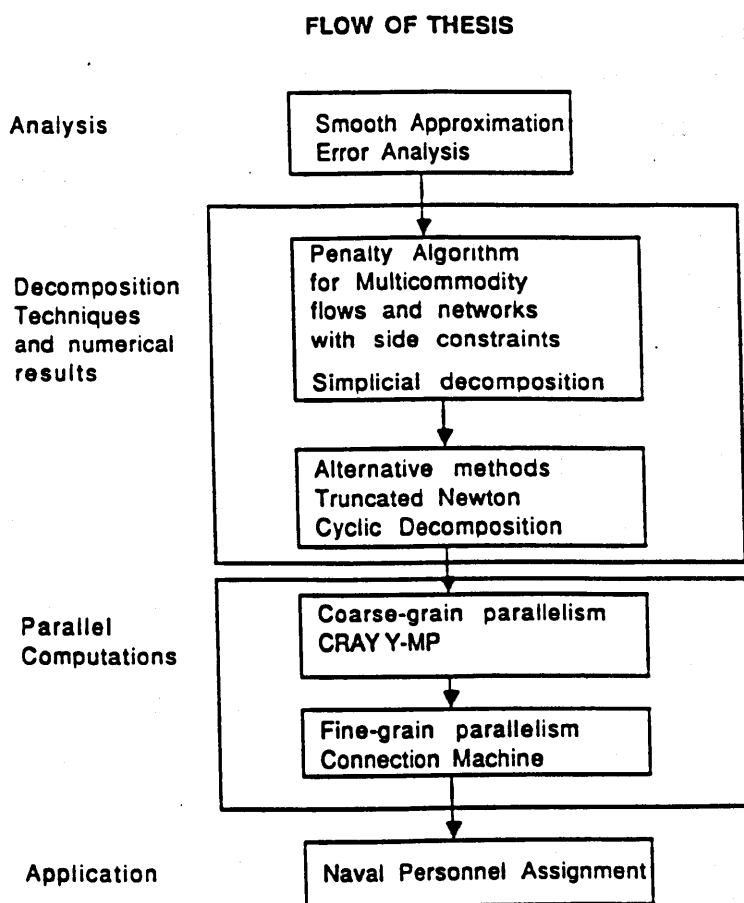 FLOW OF THESIS
Analysis
Smooth Approximation
Error Analysis
Decomposition
Techniques
and numerical
results
Penalty Algorithm
for Multicommodity
flows and networks
with side constraints
Simplicial decomposition
Alternative methods
Truncated Newton
Cyclic Decomposition
Parallel
Computations
Coarse-grain parallelism
CRAY Y-MP
Fine-grain parallelism
Connection Machine
Application
Naval Personnel Assignment